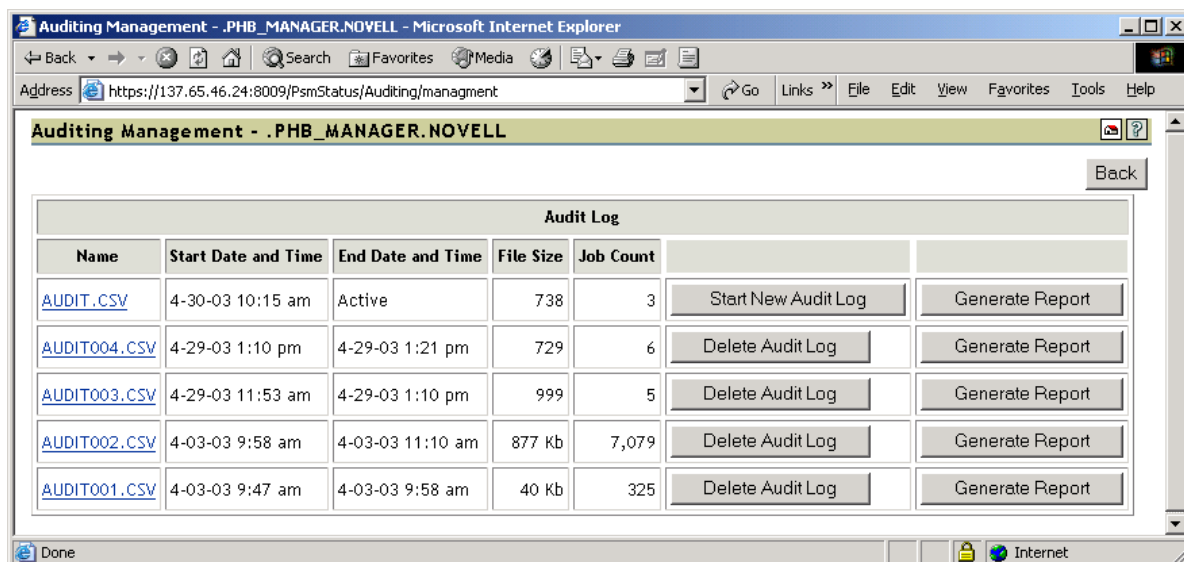 Auditing Management - .PHB_MANAGER.NOVELL - Microsoft Internet Explorer
Back Search Favorites Media
Address https://137.65.46.24:8009/PsmStatus/Auditing/managment Go Links » File Edit View Favorites Tools Help
Auditing Management - .PHB_MANAGER.NOVELL ?
Back
Audit Log
Name Start Date and Time End Date and Time File Size Job Count
AUDIT.CSV 4-30-03 10:15 am Active 738 3 Start New Audit Log Generate Report
AUDIT004.CSV 4-29-03 1:10 pm 4-29-03 1:21 pm 729 6 Delete Audit Log Generate Report
AUDIT003.CSV 4-29-03 11:53 am 4-29-03 1:10 pm 999 5 Delete Audit Log Generate Report
AUDIT002.CSV 4-03-03 9:58 am 4-03-03 11:10 am 877 Kb 7,079 Delete Audit Log Generate Report
AUDIT001.CSV 4-03-03 9:47 am 4-03-03 9:58 am 40 Kb 325 Delete Audit Log Generate Report
Done Internet